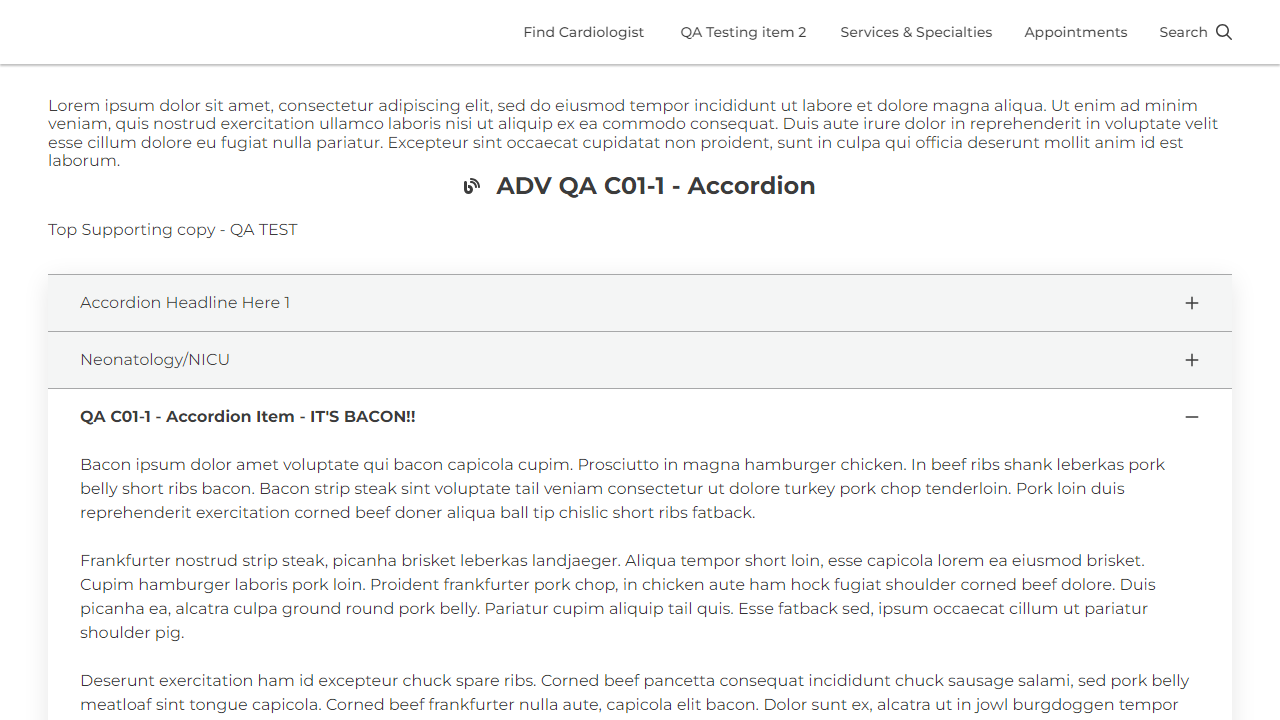 Find Cardiologist QA Testing item 2 Services & Specialties Appointments Search
Lorem ipsum dolor sit amet, consectetur adipiscing elit, sed do eiusmod tempor incididunt ut labore et dolore magna aliqua. Ut enim ad minim
veniam, quis nostrud exercitation ullamco laboris nisi ut aliquip ex ea commodo consequat. Duis aute irure dolor in reprehenderit in voluptate velit
esse cillum dolore eu fugiat nulla pariatur. Excepteur sint occaecat cupidatat non proident, sunt in culpa qui officia deserunt mollit anim id est
laborum.
ADV QA C01-1 - Accordion
Top Supporting copy - QA TEST
Accordion Headline Here 1
Neonatology/NICU
QA C01-1 - Accordion Item - IT'S BACON!!
Bacon ipsum dolor amet voluptate qui bacon capicola cupim. Prosciutto in magna hamburger chicken. In beef ribs shank leberkas pork
belly short ribs bacon. Bacon strip steak sint voluptate tail veniam consectetur ut dolore turkey pork chop tenderloin. Pork loin duis
reprehenderit exercitation corned beef doner aliqua ball tip chislic short ribs fatback.
Frankfurter nostrud strip steak, picanha brisket leberkas landjaeger. Aliqua tempor short loin, esse capicola lorem ea eiusmod brisket.
Cupim hamburger laboris pork loin. Proident frankfurter pork chop, in chicken aute ham hock fugiat shoulder corned beef dolore. Duis
picanha ea, alcatra culpa ground round pork belly. Pariatur cupim aliquip tail quis. Esse fatback sed, ipsum occaecat cillum ut pariatur
shoulder pig.
Deserunt exercitation ham id excepteur chuck spare ribs. Corned beef pancetta consequat incididunt chuck sausage salami, sed pork belly
meatloaf sint tongue capicola. Corned beef frankfurter nulla aute, capicola elit bacon. Dolor sunt ex, alcatra ut in jowl burgdoggen tempor